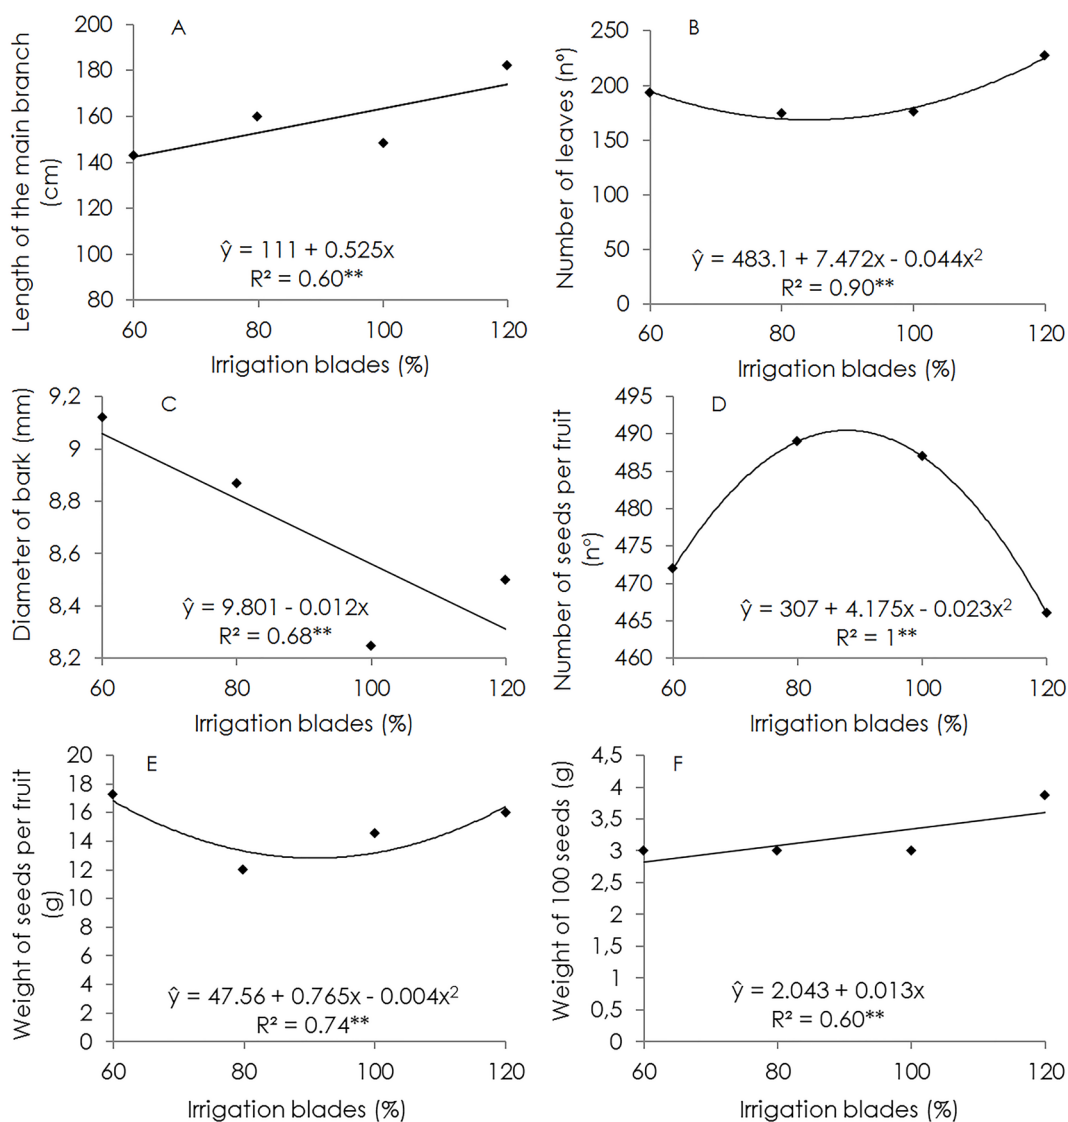 A
Length of the main branch
(cm)
200
180
160
140
120
100
80
ŷ = 111 + 0.525x
R² = 0.60**
60
80
100
120
Irrigation blades (%)
B
Number of leaves (n°)
250
200
150
100
50
0
ŷ = 483.1 + 7.472x - 0.044x²
R² = 0.90**
60
80
100
120
Irrigation blades (%)
C
Diameter of bark (mm)
9,2
9
8,8
8,6
8,4
8,2
ŷ = 9.801 - 0.012x
R² = 0.68**
60
80
100
120
Irrigation blades (%)
D
Number of seeds per fruit
(n°)
495
490
485
480
475
470
465
460
ŷ = 307 + 4.175x - 0.023x²
R² = 1**
60
80
100
120
Irrigation blades (%)
E
Weight of seeds per fruit
(g)
20
18
16
14
12
10
8
6
4
2
0
ŷ = 47.56 + 0.765x - 0.004x²
R² = 0.74**
60
80
100
120
Irrigation blades (%)
F
Weight of 100 seeds (g)
4,5
4
3,5
3
2,5
2
1,5
1
0,5
0
ŷ = 2.043 + 0.013x
R² = 0.60**
60
80
100
120
Irrigation blades (%)